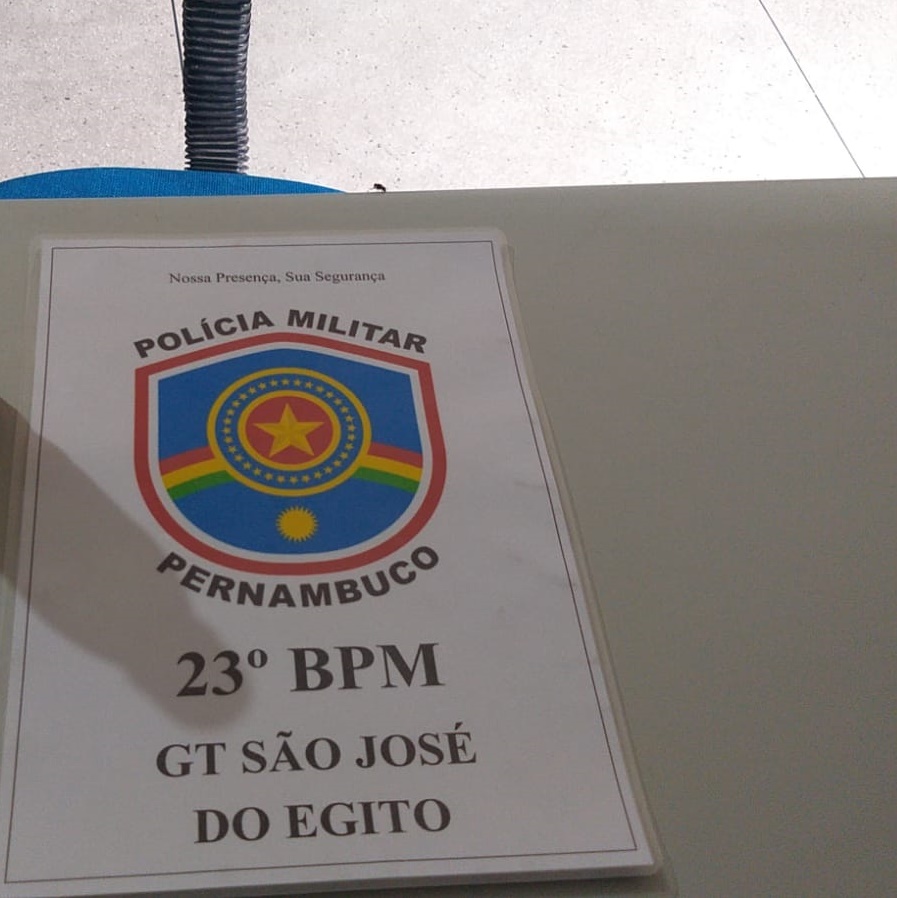 Nossa Presença, Sua Segurança
POLÍCIA MILITAR
PERNAMBUCO
23º BPM
GT SÃO JOSÉ
DO EGITO